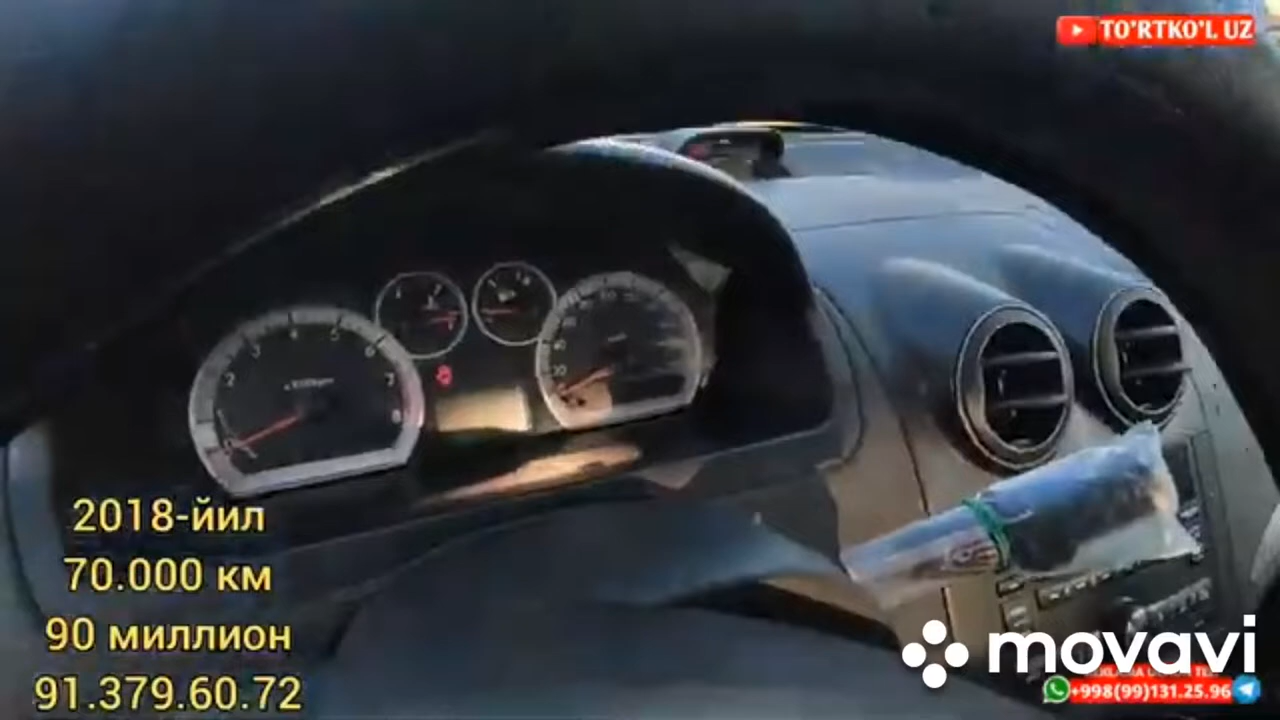 TO'RTKO'L UZ
2018-йил
70.000 км
90 миллион
91.379.60.72
movavi
+998(99)131.25.96